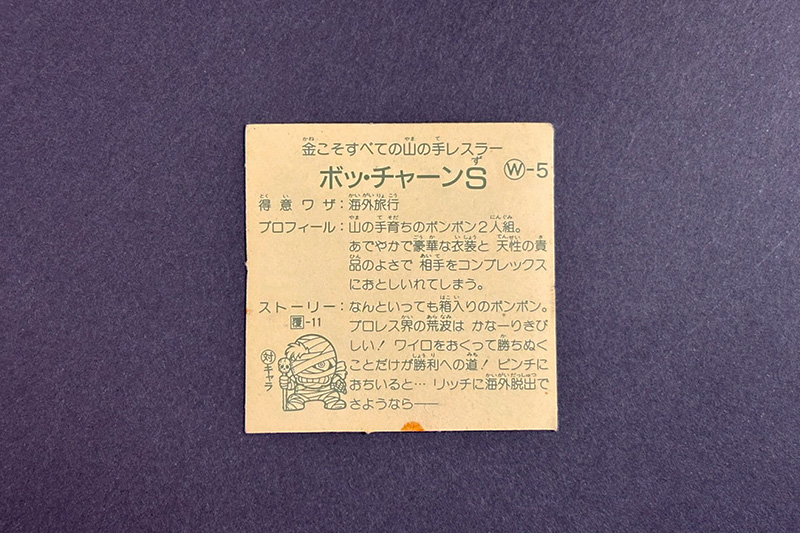 金こそすべての山の手レスラー
ボッ・チャーンS Ⓦ-5
得意ワザ：海外旅行
プロフィール：山の手育ちのボンボン2人組。
あでやかで豪華な衣装と 天性の貴
品のよさで 相手をコンプレックス
におとしいれてしまう。
ストーリー：なんといっても箱入りのボンボン。
覆-11 プロレス界の荒波は かなーりきび
しい！ワイロをおくって勝ちぬく
対キャラ ことだけが勝利への道！ピンチに
おちいると… リッチに海外脱出で
さようなら——